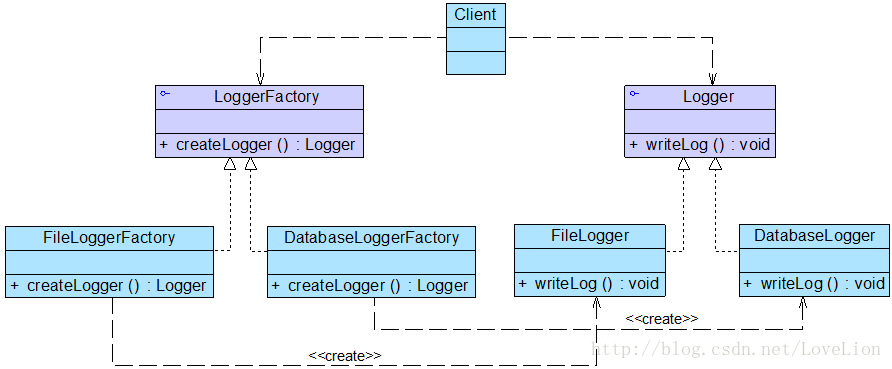 Client
LoggerFactory
+ createLogger () : Logger
Logger
+ writeLog () : void
FileLoggerFactory
+ createLogger () : Logger
DatabaseLoggerFactory
+ createLogger () : Logger
FileLogger
+ writeLog () : void
DatabaseLogger
+ writeLog () : void
<<create>>
<<create>>
http://blog.csdn.net/LoveLion